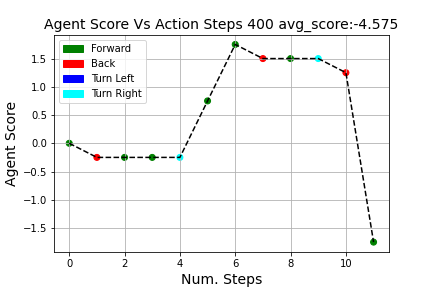 Agent Score Vs Action Steps 400 avg_score:-4.575
Forward
Back
Turn Left
Turn Right
Agent Score
1.5
1.0
0.5
0.0
−0.5
−1.0
−1.5
0 2 4 6 8 10
Num. Steps